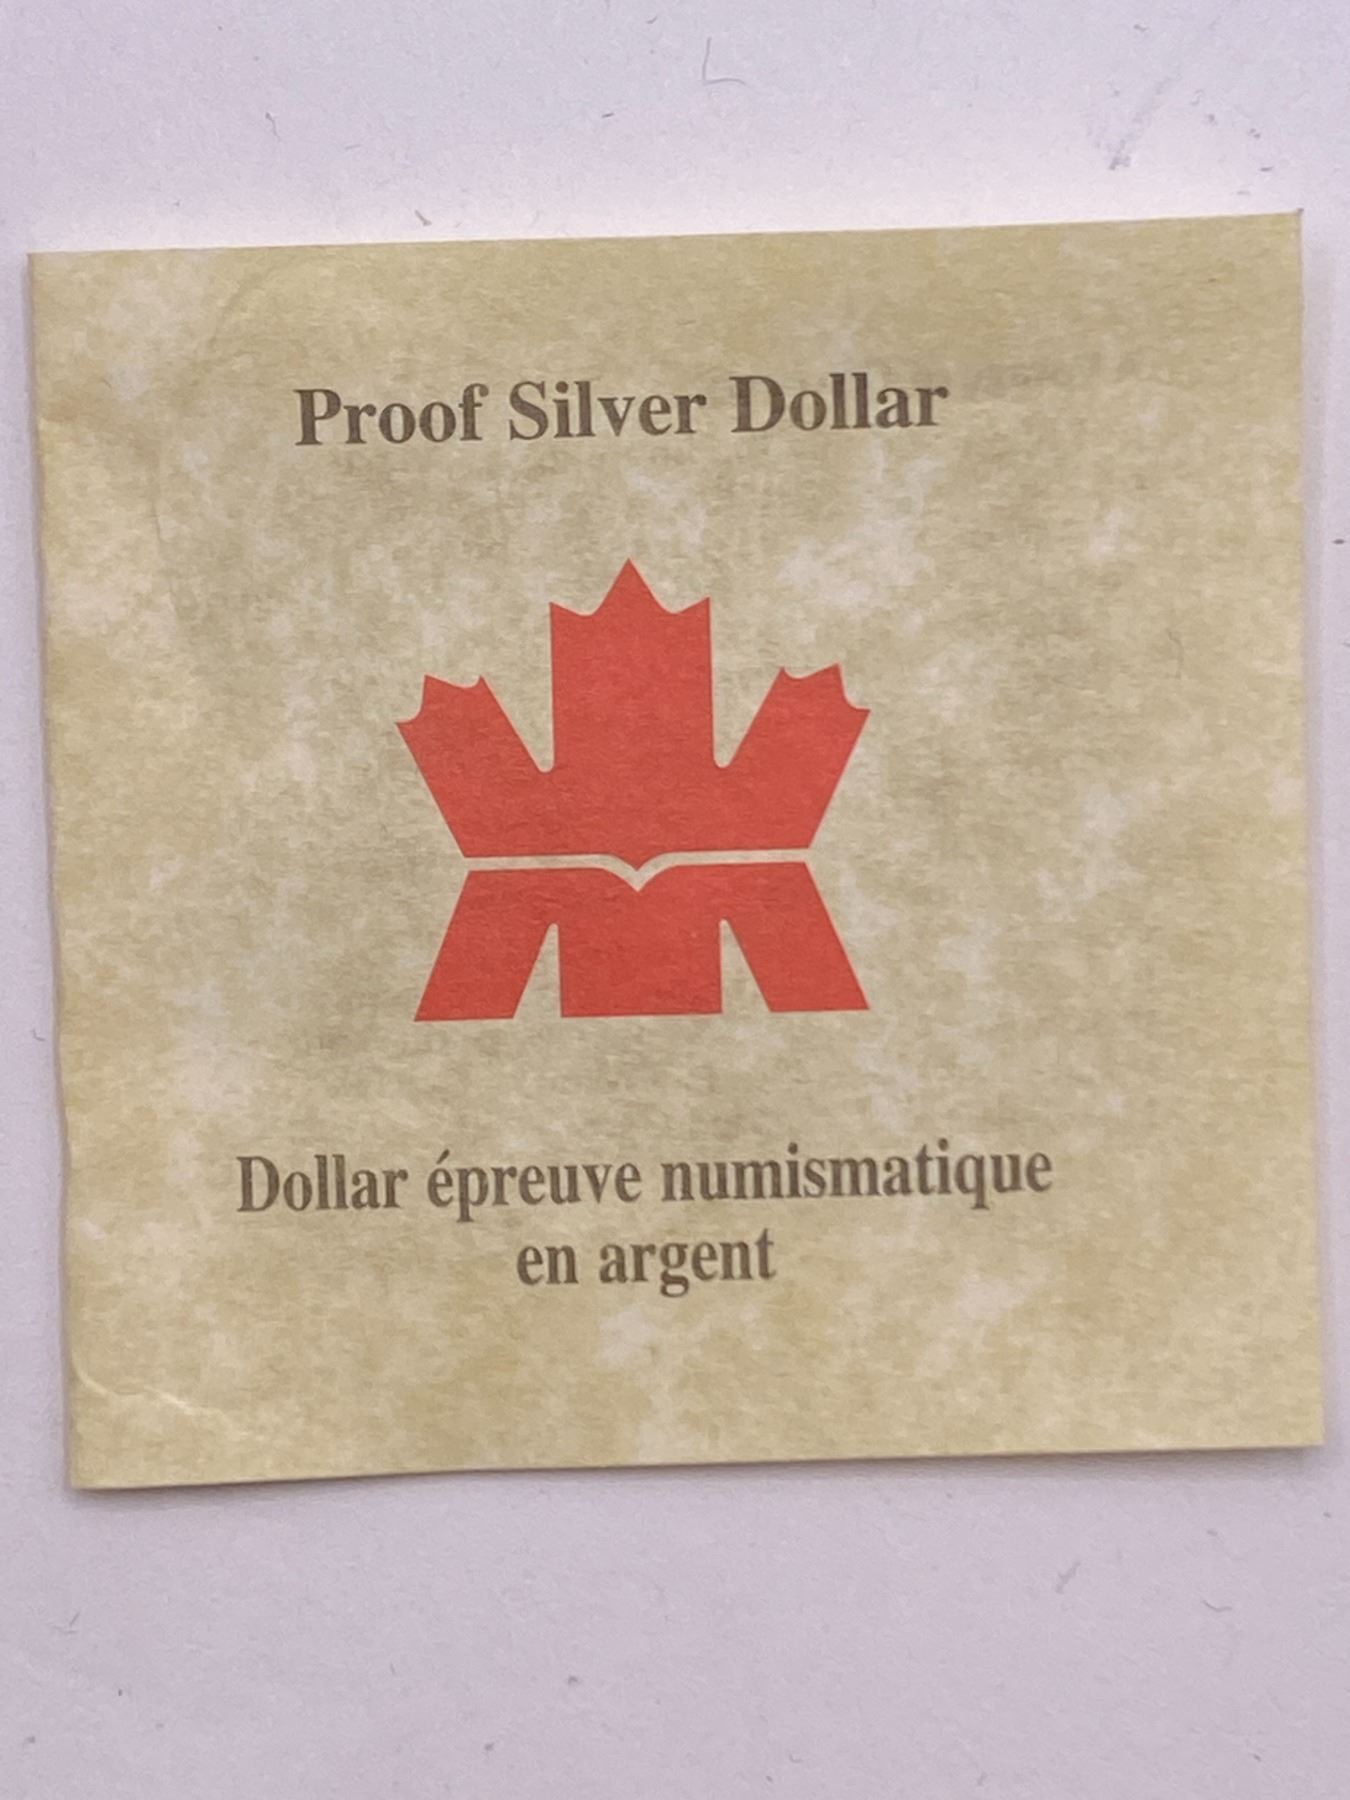 Proof Silver Dollar
Dollar épreuve numismatique
en argent